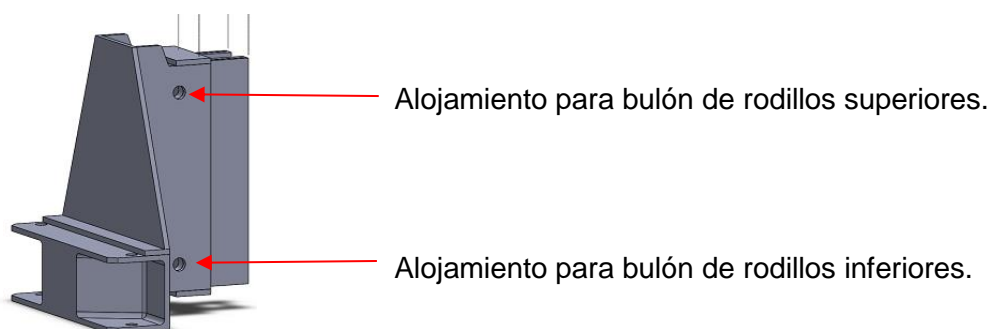 Alojamiento para bulón de rodillos superiores.
Alojamiento para bulón de rodillos inferiores.